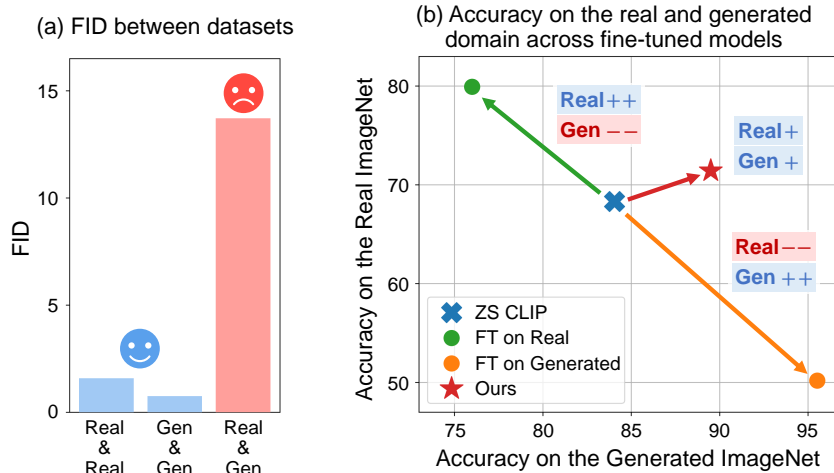 (a) FID between datasets
FID
15
10
5
0
Real
&
Real
Gen
&
Gen
Real
&
Gen
(b) Accuracy on the real and generated
domain across fine-tuned models
Accuracy on the Real ImageNet
80
70
60
50
Real++
Gen −−
Real+
Gen +
Real−−
Gen ++
ZS CLIP
FT on Real
FT on Generated
Ours
75
80
85
90
95
Accuracy on the Generated ImageNet